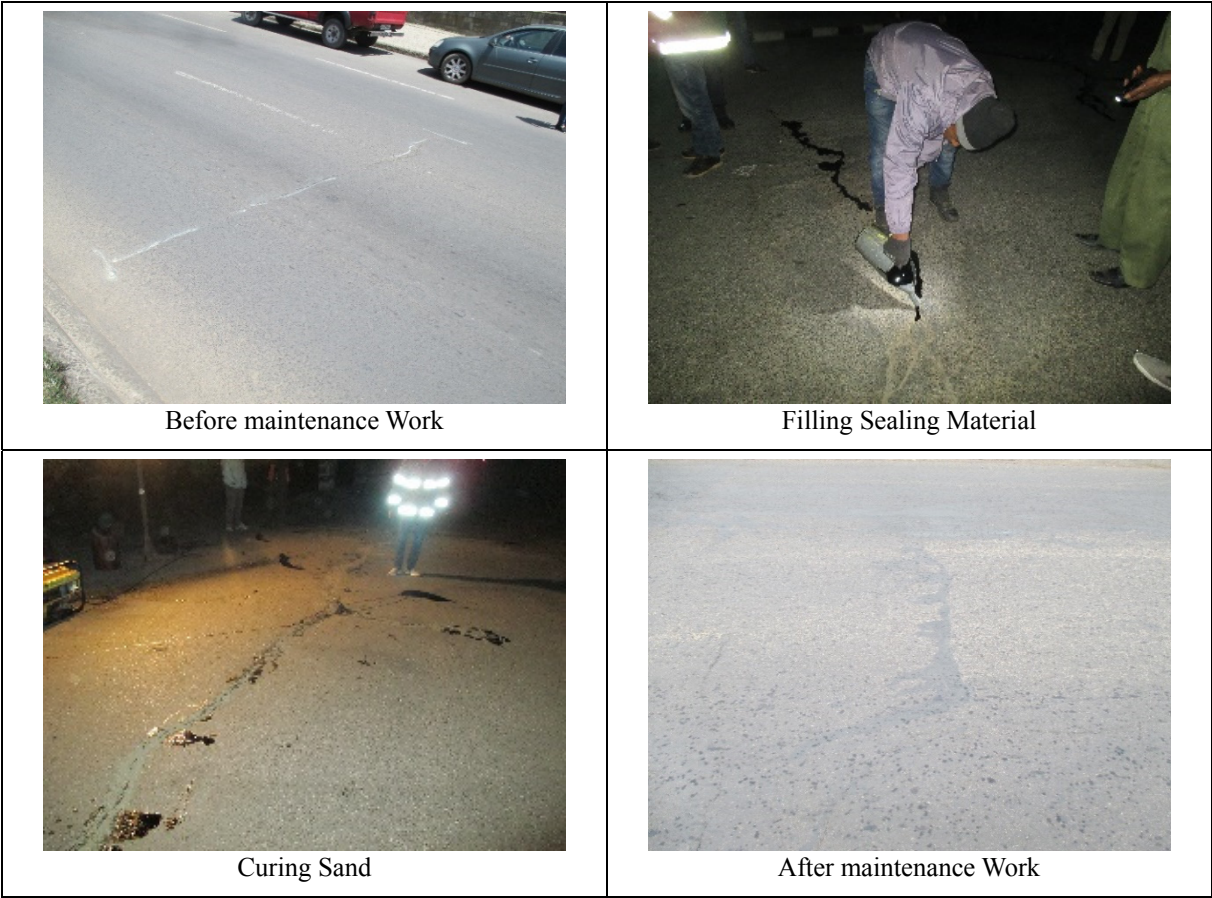 Before maintenance Work
Filling Sealing Material
Curing Sand
After maintenance Work